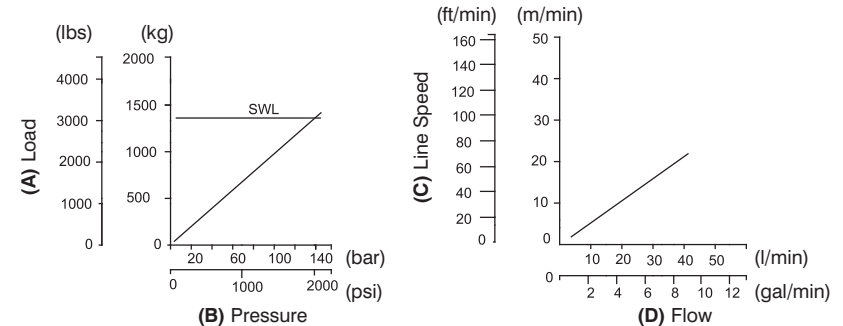 (lbs) (kg)
4000
3000
2000
1000
0
(A) Load
2000
1500
1000
500
0
SWL
20 60 100 140 (bar)
0 1000 2000 (psi)
(B) Pressure
(ft/min) (m/min)
160
140
120
100
80
60
40
20
0
(C) Line Speed
50
40
30
20
10
0
10 20 30 40 50 (l/min)
0 2 4 6 8 10 12 (gal/min)
(D) Flow